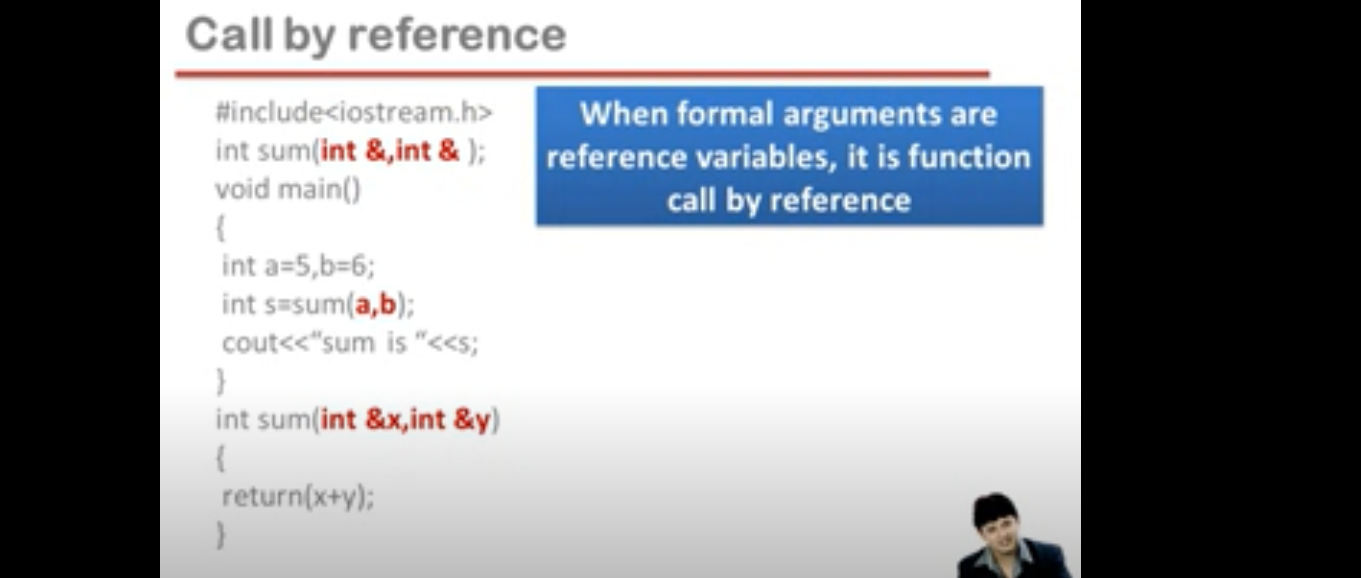 Call by reference
#include<iostream.h>
int sum(int &,int & );
void main()
{
int a=5,b=6;
int s=sum(a,b);
cout<<“sum is “<<s;
}
int sum(int &x,int &y)
{
return(x+y);
}
When formal arguments are
reference variables, it is function
call by reference